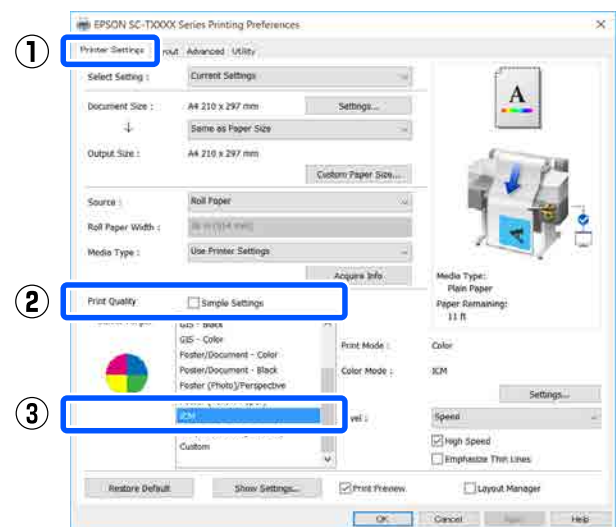 EPSON SC-TXXXX Series Printing Preferences
①
Printer Settings
out
Advanced
Utility
Select Setting :
Current Settings
Document Size :
A4 210 x 297 mm
Settings...
Same as Paper Size
Output Size :
A4 210 x 297 mm
Custom Paper Size...
A
Source :
Roll Paper
Roll Paper Width :
Media Type :
Use Printer Settings
Acquire Info
Media Type:
Plain Paper
Paper Remaining:
11 ft
②
Print Quality
Simple Settings
GIS - Black
GIS - Color
Poster/Document - Color
Poster/Document - Black
Poster (Photo)/Perspective
Print Mode :
Color
Color Mode :
ICM
Settings...
③
ICM
Custom
vel :
Speed
High Speed
Emphasize Thin Lines
Restore Default
Show Settings...
Print Preview
Layout Manager
OK
Cancel
Help